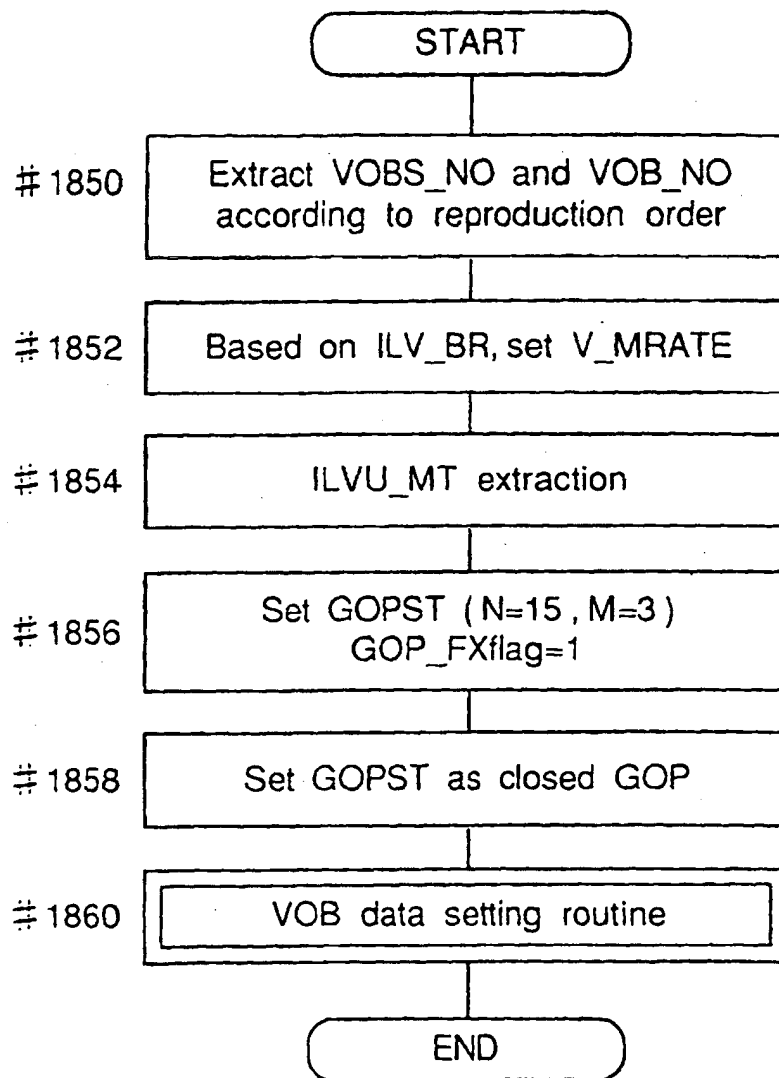 START
#1850
Extract VOBS_NO and VOB_NO
according to reproduction order
#1852
Based on ILV_BR, set V_MRATE
#1854
ILVU_MT extraction
#1856
Set GOPST (N=15, M=3)
GOP_FXflag=1
#1858
Set GOPST as closed GOP
#1860
VOB data setting routine
END